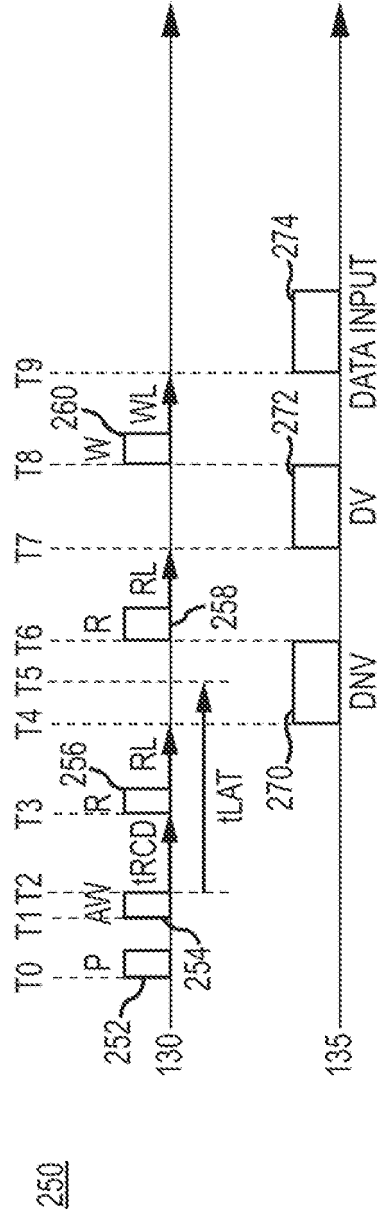 250
T0 T1 T2 T3 T4 T5 T6 T7 T8 T9
252 P AW tRCD R 256 RL R RL W 260 WL
130 254 258
tLAT
270 272 274
135 DNV DV DATA INPUT